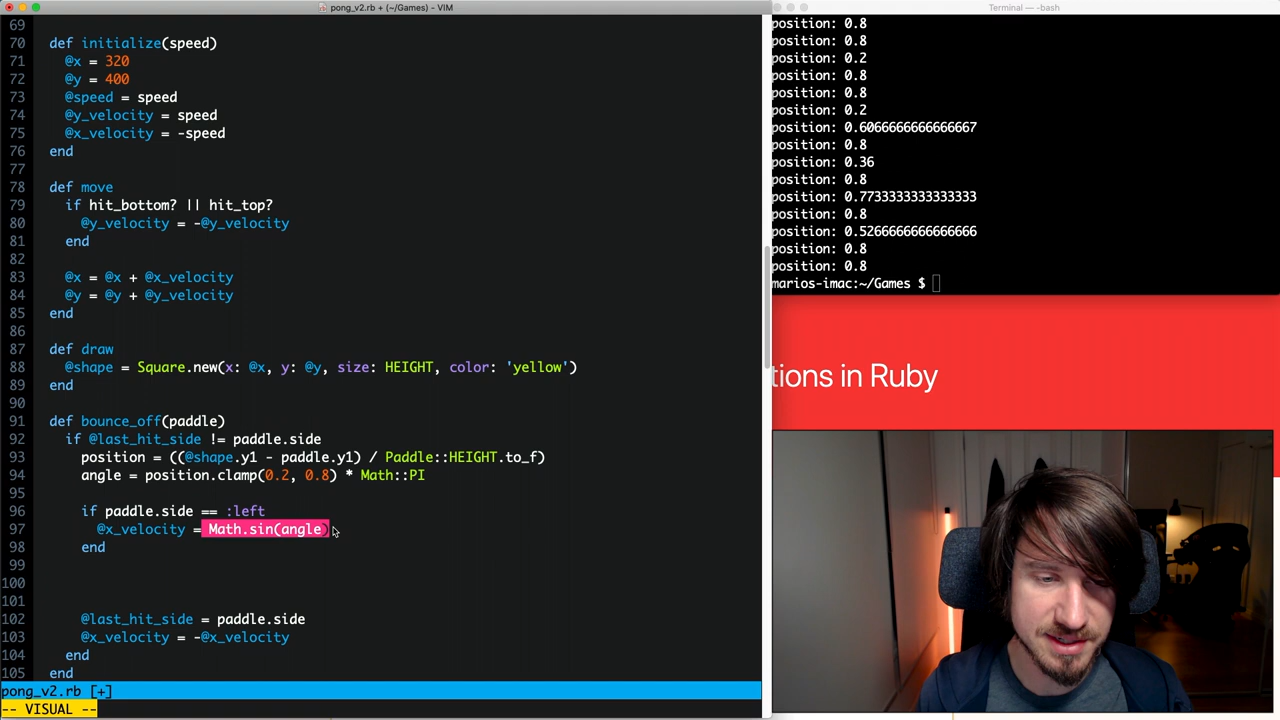 pong_v2.rb + (~/Games) - VIM
69
70 def initialize(speed)
71 @x = 320
72 @y = 400
73 @speed = speed
74 @y_velocity = speed
75 @x_velocity = -speed
76 end
77
78 def move
79 if hit_bottom? || hit_top?
80 @y_velocity = -@y_velocity
81 end
82
83 @x = @x + @x_velocity
84 @y = @y + @y_velocity
85 end
86
87 def draw
88 @shape = Square.new(x: @x, y: @y, size: HEIGHT, color: 'yellow')
89 end
90
91 def bounce_off(paddle)
92 if @last_hit_side != paddle.side
93 position = ((@shape.y1 - paddle.y1) / Paddle::HEIGHT.to_f)
94 angle = position.clamp(0.2, 0.8) * Math::PI
95
96 if paddle.side == :left
97 @x_velocity = Math.sin(angle)
98 end
99
100
101
102 @last_hit_side = paddle.side
103 @x_velocity = -@x_velocity
104 end
105 end
pong_v2.rb [+]
-- VISUAL --
Terminal — -bash
position: 0.8
position: 0.8
position: 0.2
position: 0.8
position: 0.8
position: 0.2
position: 0.6066666666666667
position: 0.8
position: 0.36
position: 0.8
position: 0.7733333333333333
position: 0.8
position: 0.5266666666666666
position: 0.8
position: 0.8
marios-imac:~/Games $
tions in Ruby